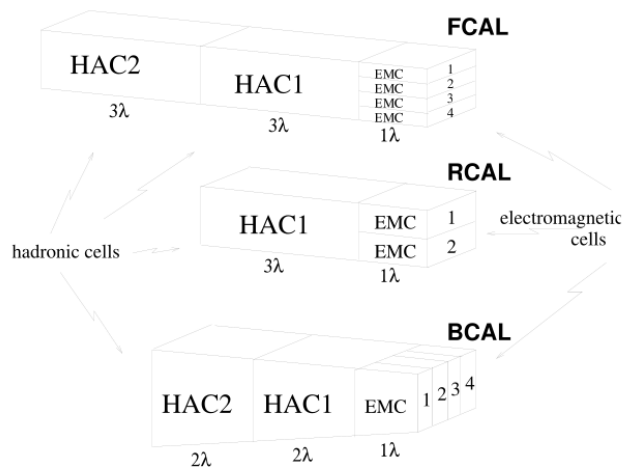 FCAL
HAC2
HAC1
EMC
EMC
EMC
EMC
1
2
3
4
3λ
3λ
1λ
RCAL
HAC1
EMC
EMC
1
2
3λ
1λ
hadronic cells
electromagnetic
cells
BCAL
HAC2
HAC1
EMC
1 2 3 4
2λ
2λ
1λ